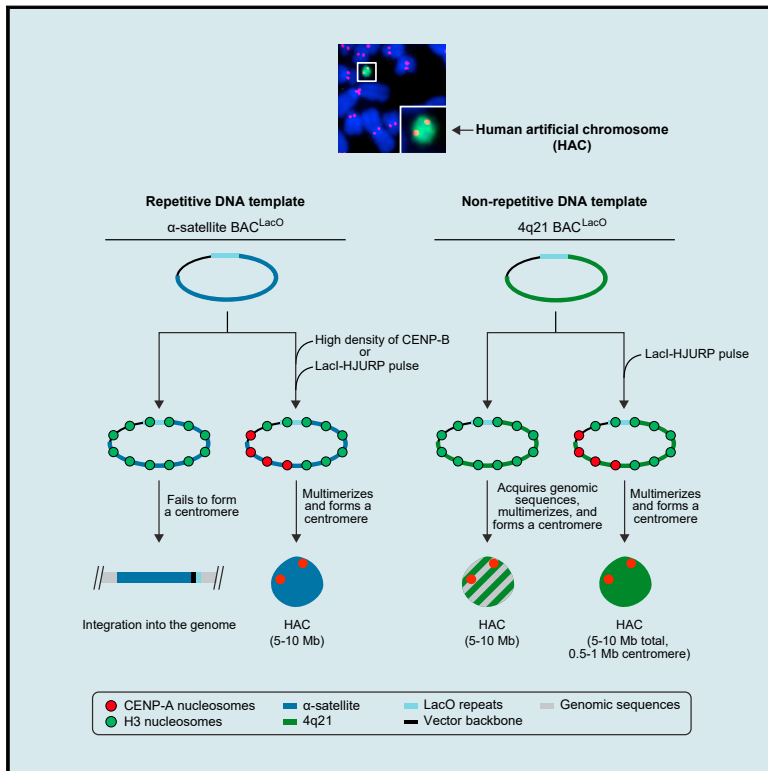 Human artificial chromosome
(HAC)
Repetitive DNA template
α-satellite BAC^LacO
Non-repetitive DNA template
4q21 BAC^LacO
High density of CENP-B
or
LacI-HJURP pulse
LacI-HJURP pulse
Fails to form
a centromere
Multimerizes
and forms a
centromere
Acquires genomic
sequences,
multimerizes, and
forms a centromere
Multimerizes
and forms a
centromere
Integration into the genome
HAC
(5-10 Mb)
HAC
(5-10 Mb)
HAC
(5-10 Mb total,
0.5-1 Mb centromere)
CENP-A nucleosomes
H3 nucleosomes
α-satellite
4q21
LacO repeats
Vector backbone
Genomic sequences